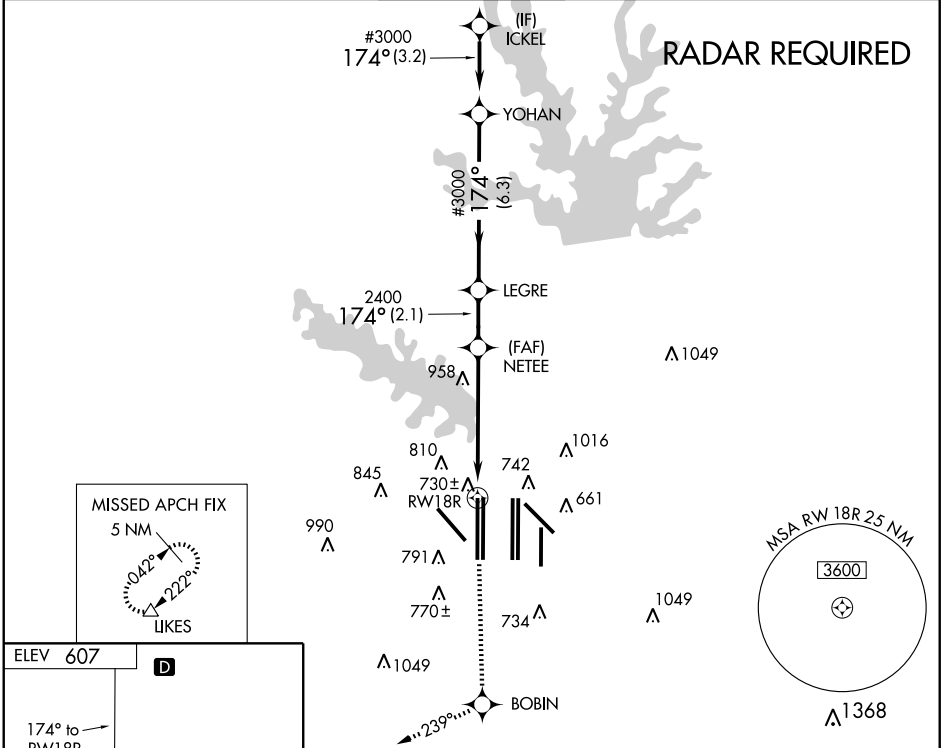 (IF)
ICKEL
#3000
174° (3.2)
RADAR REQUIRED
YOHAN
#3000
174°
(6.3)
LEGRE
2400
174° (2.1)
(FAF)
NETEE
1049
958
1016
810
742
845
730±
RW18R
661
MISSED APCH FIX
5 NM
042°
222°
LIKES
990
791
MSA RW 18R 25 NM
3600
770±
734
1049
1049
ELEV 607
D
BOBIN
239°
1368
174° to
RW18R